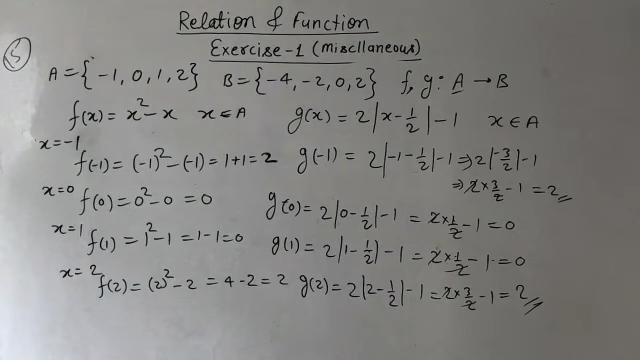 Relation & Function
Exercise-1 (miscllaneous)
5
A = {-1, 0, 1, 2} B = {-4, -2, 0, 2} f, g : A → B
f(x) = x² - x x ∈ A g(x) = 2|x - 1/2| - 1 x ∈ A
x = -1
f(-1) = (-1)² - (-1) = 1+1 = 2 g(-1) = 2|-1 - 1/2| - 1 ⇒ 2|-3/2| - 1
⇒ 2 × 3/2 - 1 = 2
x = 0 f(0) = 0² - 0 = 0 g(0) = 2|0 - 1/2| - 1 = 2 × 1/2 - 1 = 0
x = 1 f(1) = 1² - 1 = 1 - 1 = 0 g(1) = 2|1 - 1/2| - 1 = 2 × 1/2 - 1 = 0
x = 2 f(2) = (2)² - 2 = 4 - 2 = 2 g(2) = 2|2 - 1/2| - 1 = 2 × 3/2 - 1 = 2